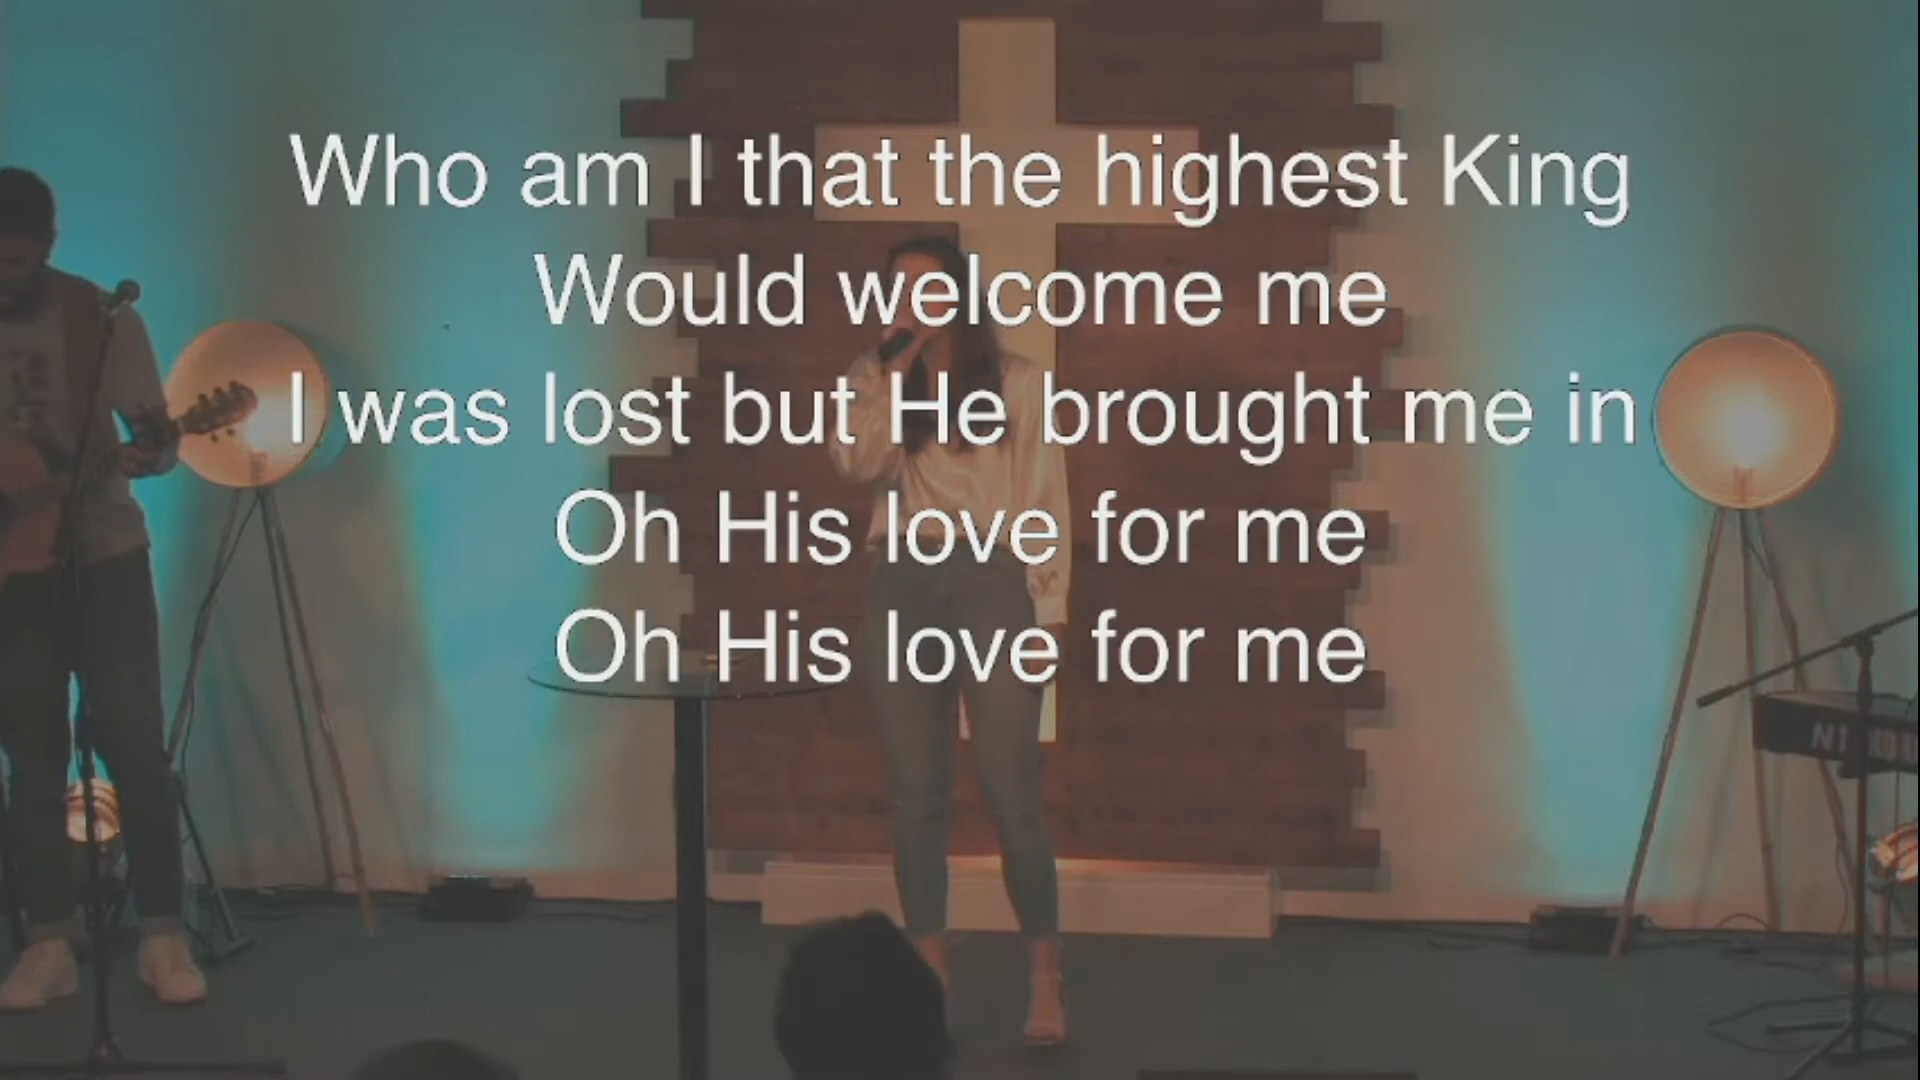 Who am I that the highest King
Would welcome me
I was lost but He brought me in
Oh His love for me
Oh His love for me